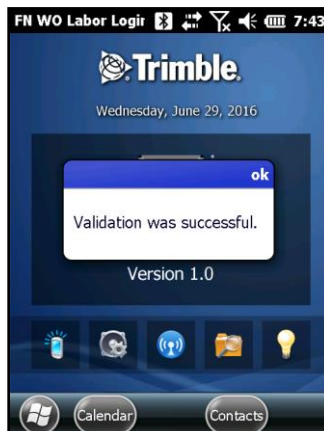 FN WO Labor Logir 7:43
Trimble.
Wednesday, June 29, 2016
ok
Validation was successful.
Version 1.0
Calendar Contacts